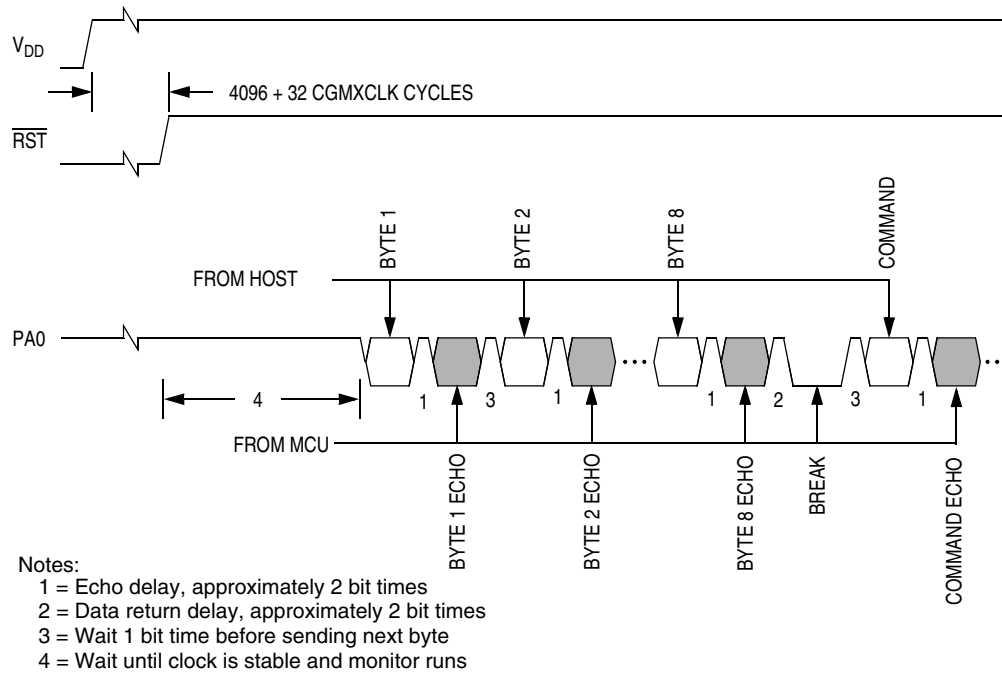 VDD
4096 + 32 CGMXCLK CYCLES
RST
BYTE 1
BYTE 2
BYTE 8
COMMAND
FROM HOST
PA0
4
1
3
1
1
2
3
1
FROM MCU
BYTE 1 ECHO
BYTE 2 ECHO
BYTE 8 ECHO
BREAK
COMMAND ECHO
Notes:
1 = Echo delay, approximately 2 bit times
2 = Data return delay, approximately 2 bit times
3 = Wait 1 bit time before sending next byte
4 = Wait until clock is stable and monitor runs